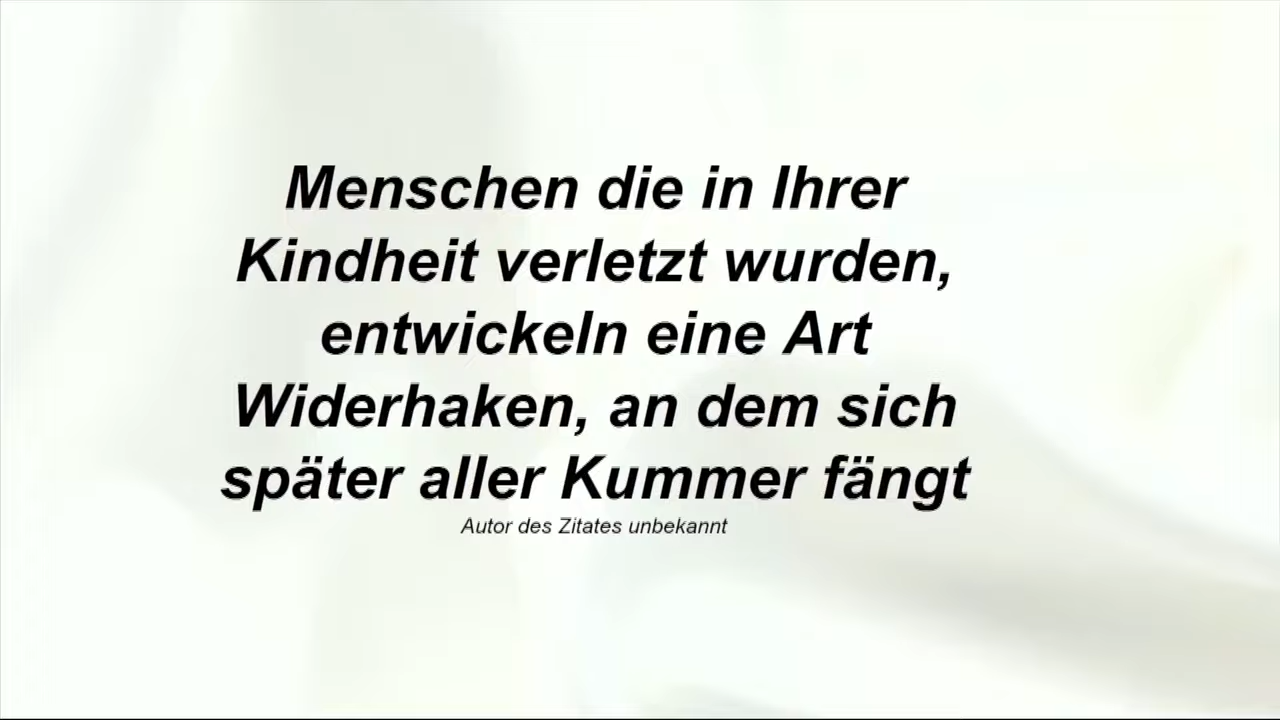 Menschen die in Ihrer
Kindheit verletzt wurden,
entwickeln eine Art
Widerhaken, an dem sich
später aller Kummer fängt
Autor des Zitates unbekannt